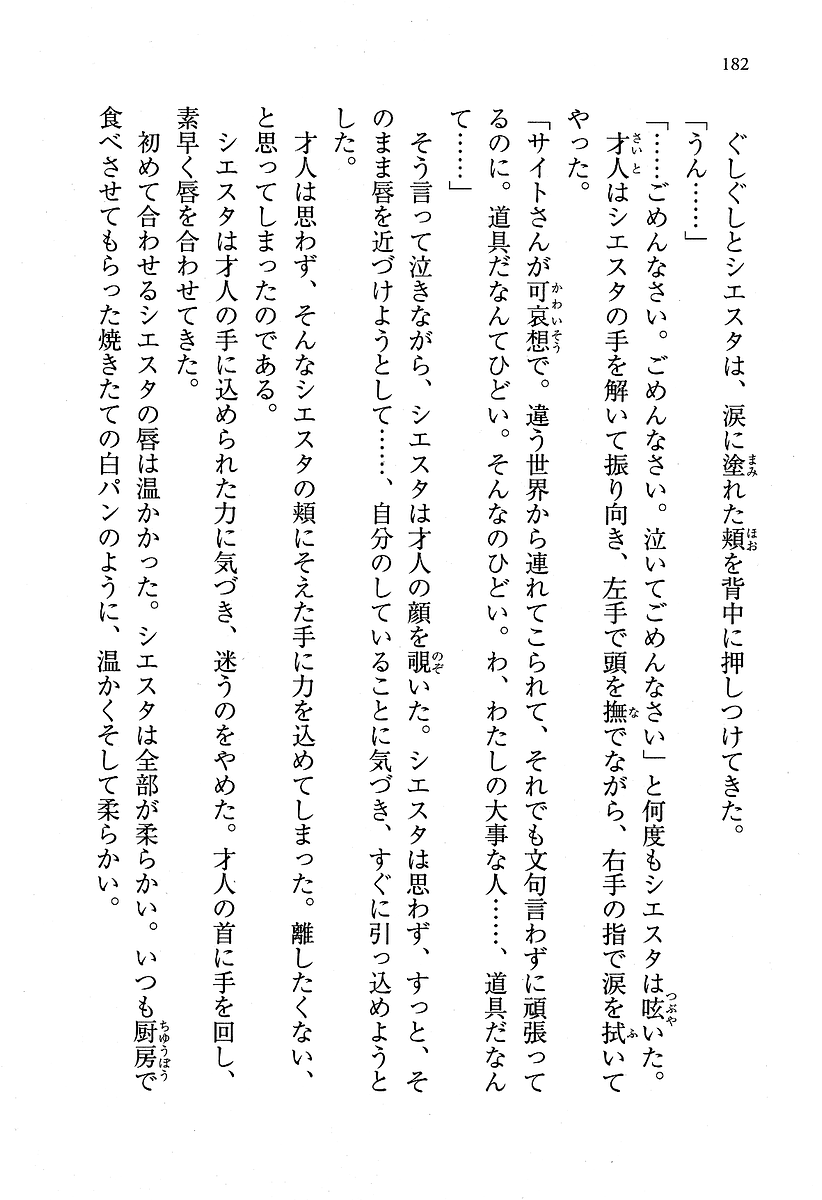 182
ぐしぐしとシエスタは、涙に塗れた頬を背中に押しつけてきた。
「うん……」
「……ごめんなさい。ごめんなさい。泣いてごめんなさい」と何度もシエスタは呟いた。
才人はシエスタの手を解いて振り向き、左手で頭を撫でながら、右手の指で涙を拭いて
やった。
「サイトさんが可哀想で。違う世界から連れてこられて、それでも文句言わずに頑張って
るのに。道具だなんてひどい。そんなのひどい。わ、わたしの大事な人……、道具だなん
て……」
そう言って泣きながら、シエスタは才人の顔を覗いた。シエスタは思わず、すっと、そ
のまま唇を近づけようとして……、自分のしていることに気づき、すぐに引っ込めようと
した。
才人は思わず、そんなシエスタの頬にそえた手に力を込めてしまった。離したくない、
と思ってしまったのである。
シエスタは才人の手に込められた力に気づき、迷うのをやめた。才人の首に手を回し、
素早く唇を合わせてきた。
初めて合わせるシエスタの唇は温かかった。シエスタは全部が柔らかい。いつも厨房で
食べさせてもらった焼きたての白パンのように、温かくそして柔らかい。